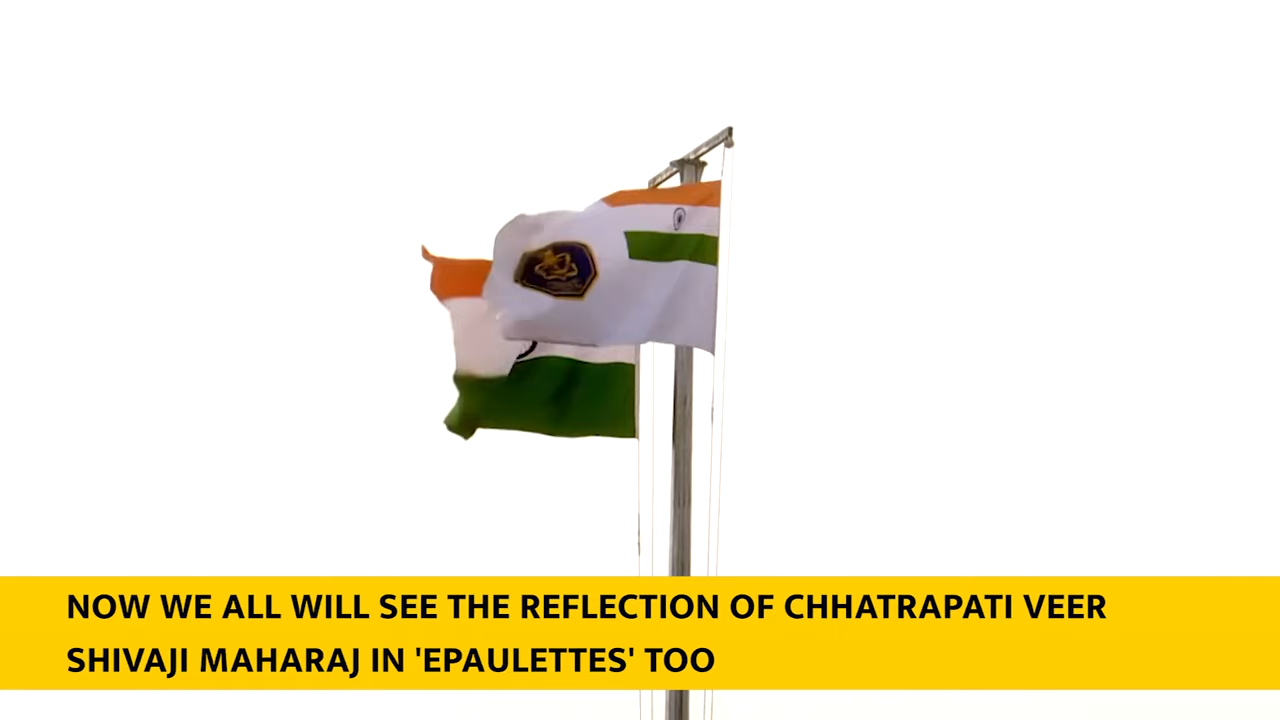 NOW WE ALL WILL SEE THE REFLECTION OF CHHATRAPATI VEER
SHIVAJI MAHARAJ IN 'EPAULETTES' TOO